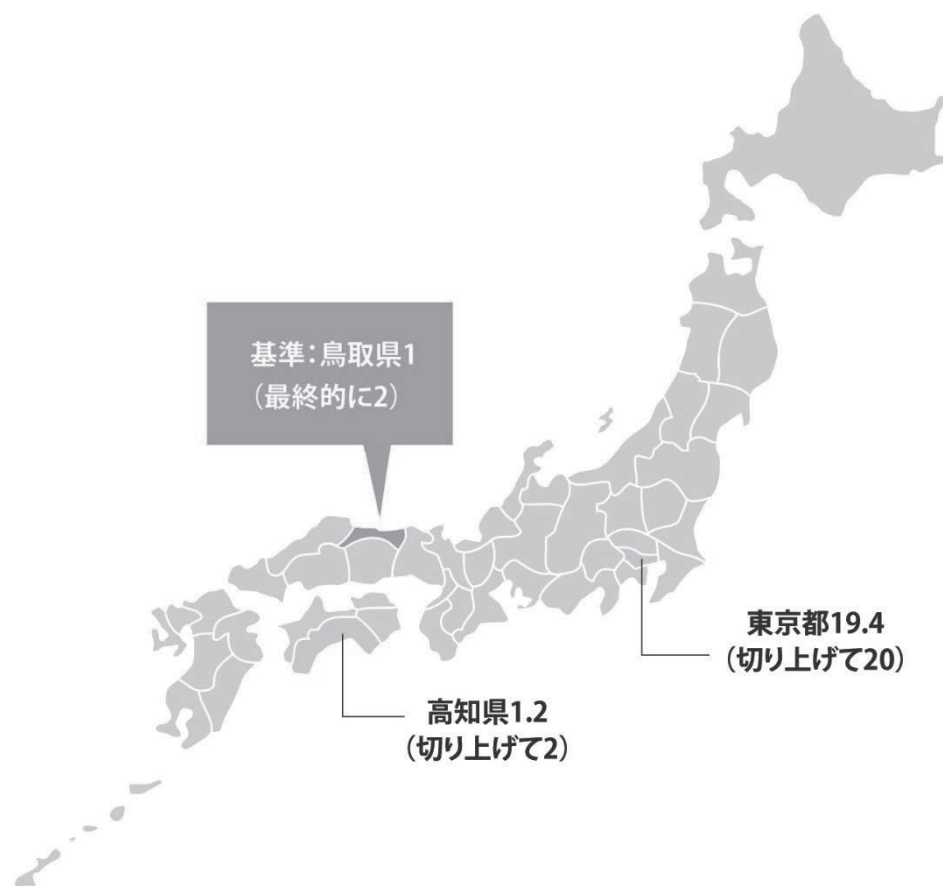 基準：鳥取県1
（最終的に2）
東京都19.4
（切り上げて20）
高知県1.2
（切り上げて2）